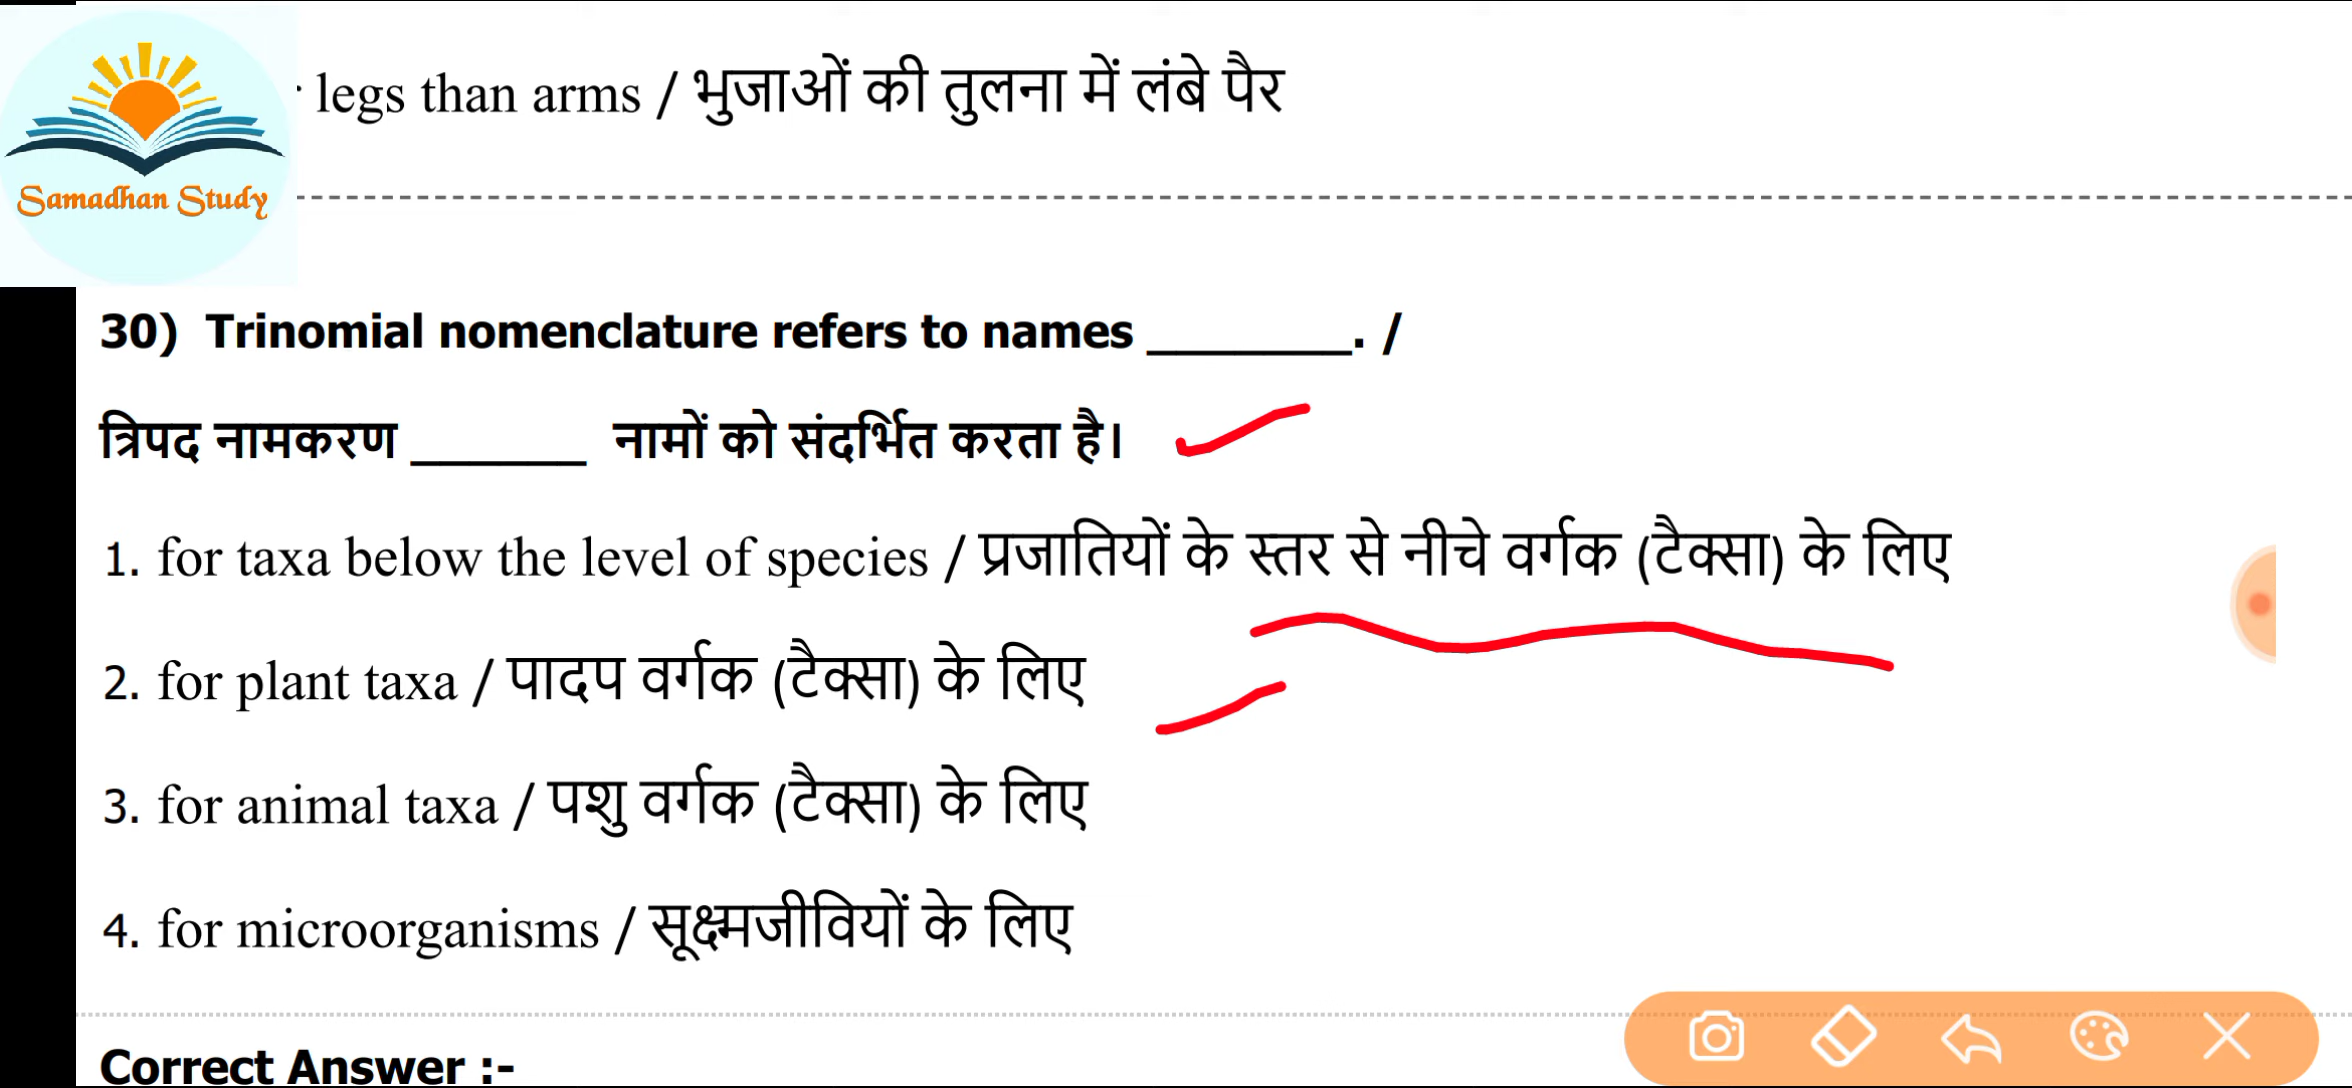 legs than arms / भुजाओं की तुलना में लंबे पैर
Samadhan Study
30) Trinomial nomenclature refers to names ________. /
त्रिपद नामकरण _______ नामों को संदर्भित करता है।
1. for taxa below the level of species / प्रजातियों के स्तर से नीचे वर्गक (टैक्सा) के लिए
2. for plant taxa / पादप वर्गक (टैक्सा) के लिए
3. for animal taxa / पशु वर्गक (टैक्सा) के लिए
4. for microorganisms / सूक्ष्मजीवियों के लिए
Correct Answer :-